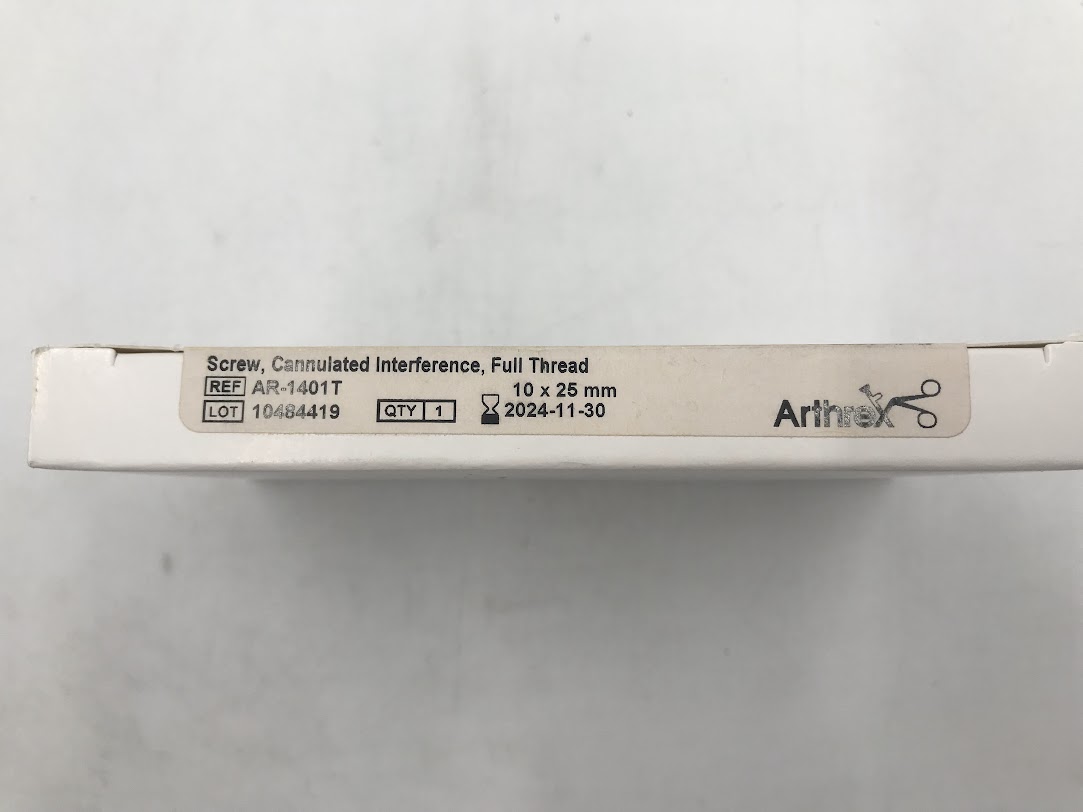 Screw, Cannulated Interference, Full Thread
REF AR-1401T 10 x 25 mm
LOT 10484419 QTY 1 2024-11-30
Arthrex